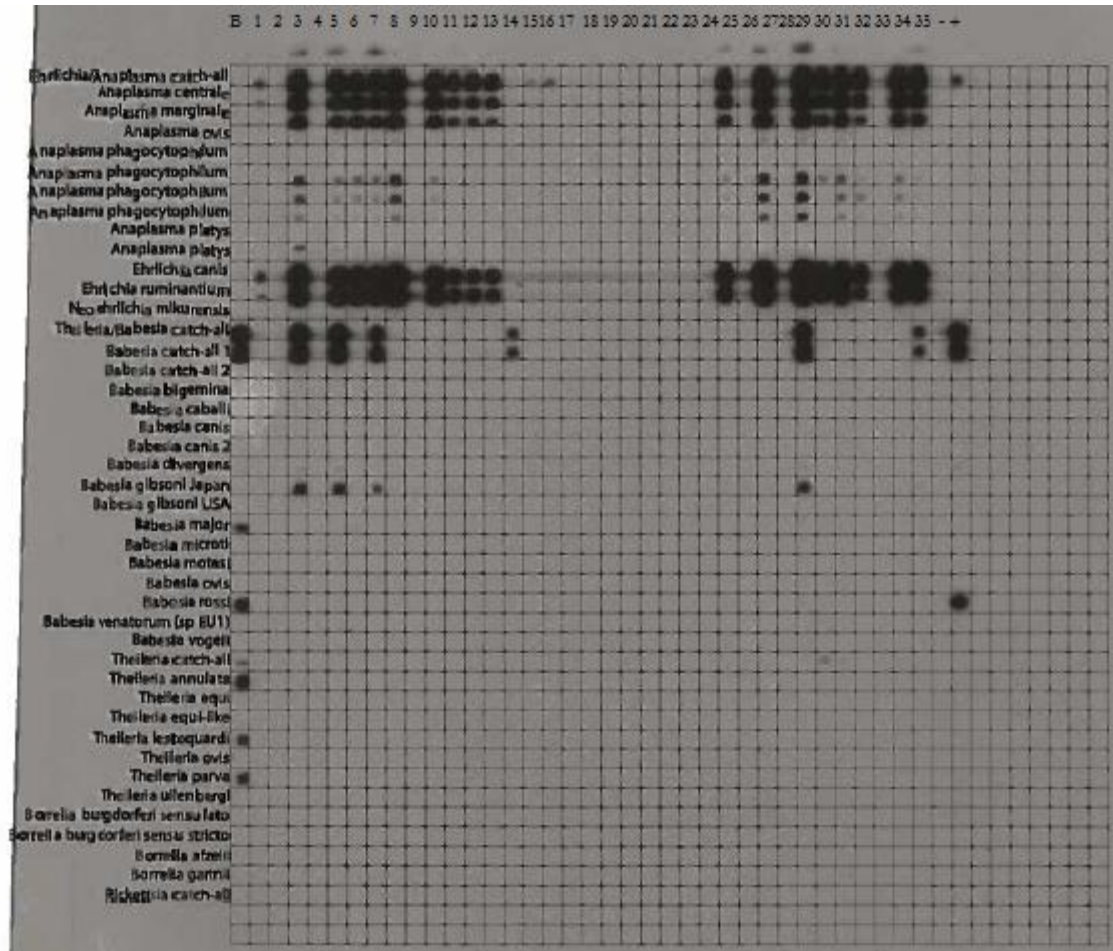 B 1 2 3 4 5 6 7 8 9 10 11 12 13 14 15 16 17 18 19 20 21 22 23 24 25 26 27 28 29 30 31 32 33 34 35 - +
Ehrlichia/Anaplasma catch-all
Anaplasma centrale
Anaplasma marginale
Anaplasma ovis
Anaplasma phagocytophilum
Anaplasma phagocytophilum
Anaplasma phagocytophilum
Anaplasma phagocytophilum
Anaplasma platys
Anaplasma platys
Ehrlichia canis
Ehrlichia ruminantium
Neo ehrlichia mikurensis
Theileria/Babesia catch-all
Babesia catch-all 1
Babesia catch-all 2
Babesia bigemina
Babesia caballi
Babesia canis
Babesia canis 2
Babesia divergens
Babesia gibsoni Japan
Babesia gibsoni USA
Babesia major
Babesia microti
Babesia motasi
Babesia ovis
Babesia rossi
Babesia venatorum (sp EU1)
Babesia vogeli
Theileria catch-all
Theileria annulata
Theileria equi
Theileria equi-like
Theileria lestoquardi
Theileria ovis
Theileria parva
Theileria uilenbergi
Borrelia burgdorferi sensu lato
Borrelia burgdorferi sensus stricto
Borrelia afzelii
Borrelia garinii
Rickettsia catch-all